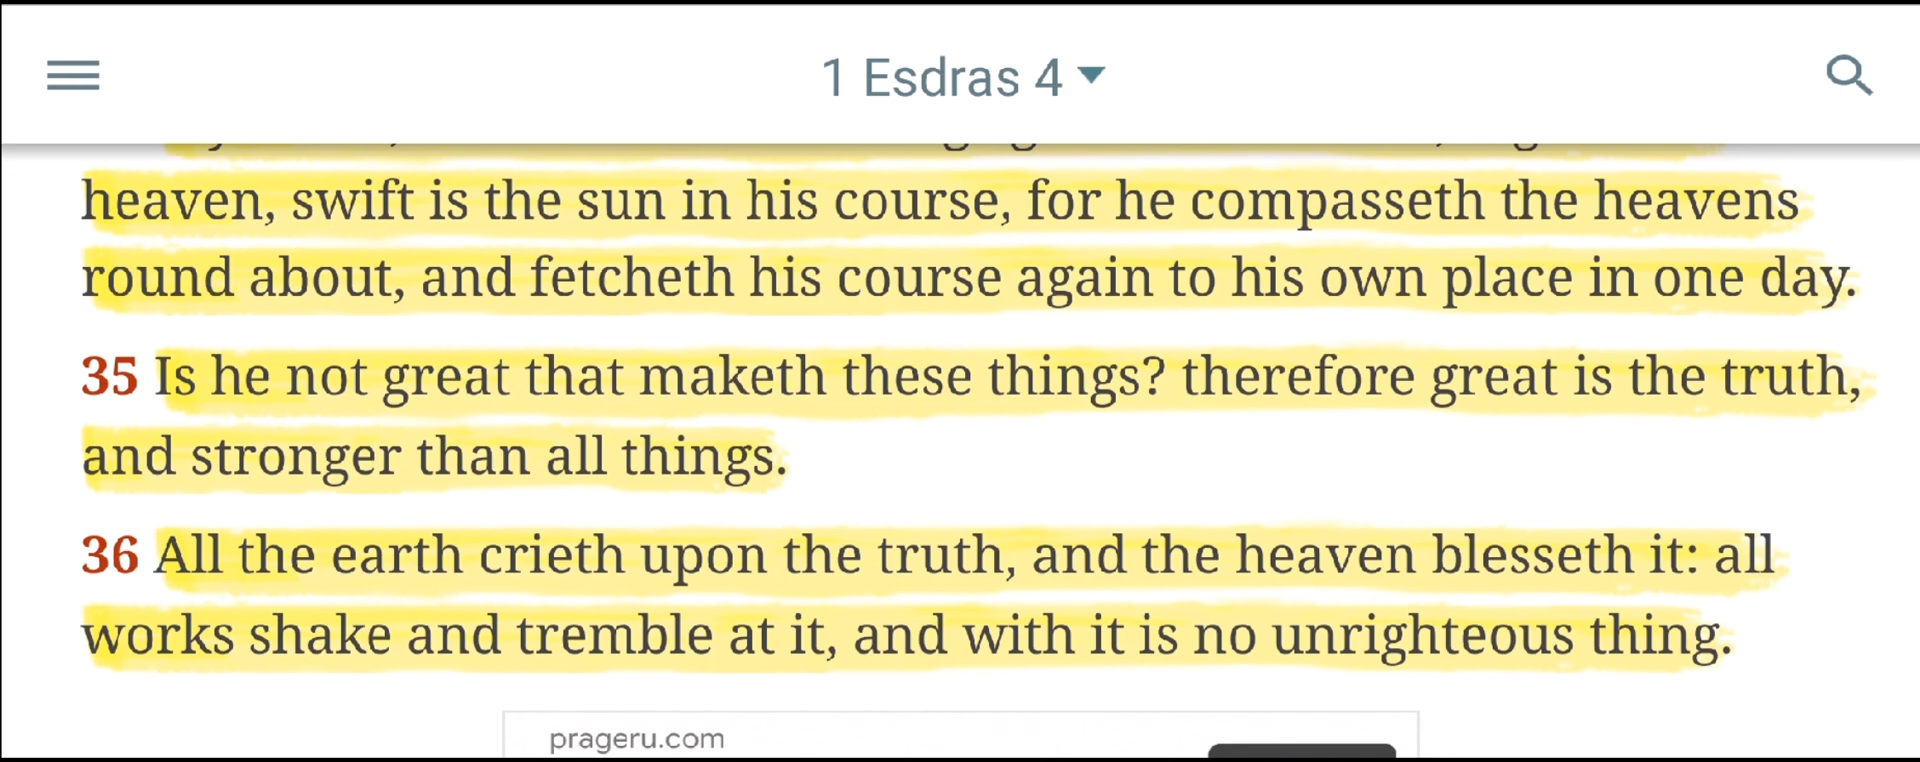 1 Esdras 4
heaven, swift is the sun in his course, for he compasseth the heavens
round about, and fetcheth his course again to his own place in one day.
35 Is he not great that maketh these things? therefore great is the truth,
and stronger than all things.
36 All the earth crieth upon the truth, and the heaven blesseth it: all
works shake and tremble at it, and with it is no unrighteous thing.
prageru.com